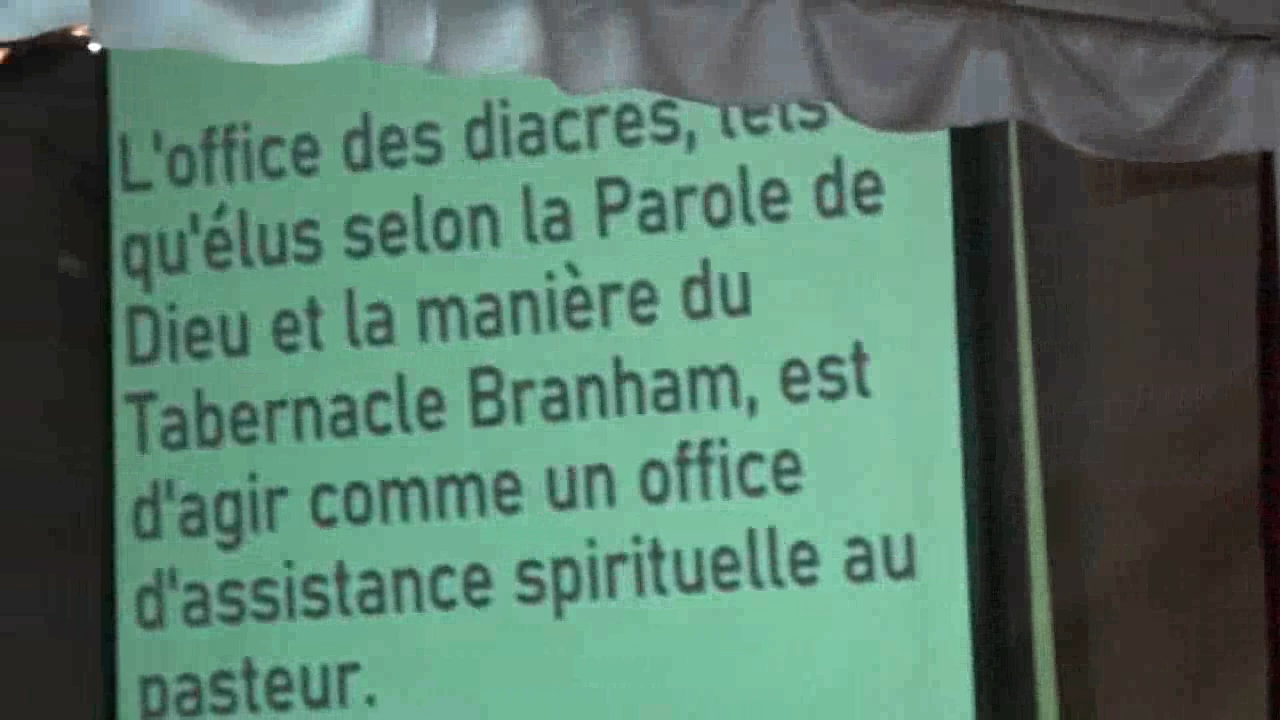 L'office des diacres, tels
qu'élus selon la Parole de
Dieu et la manière du
Tabernacle Branham, est
d'agir comme un office
d'assistance spirituelle au
pasteur.